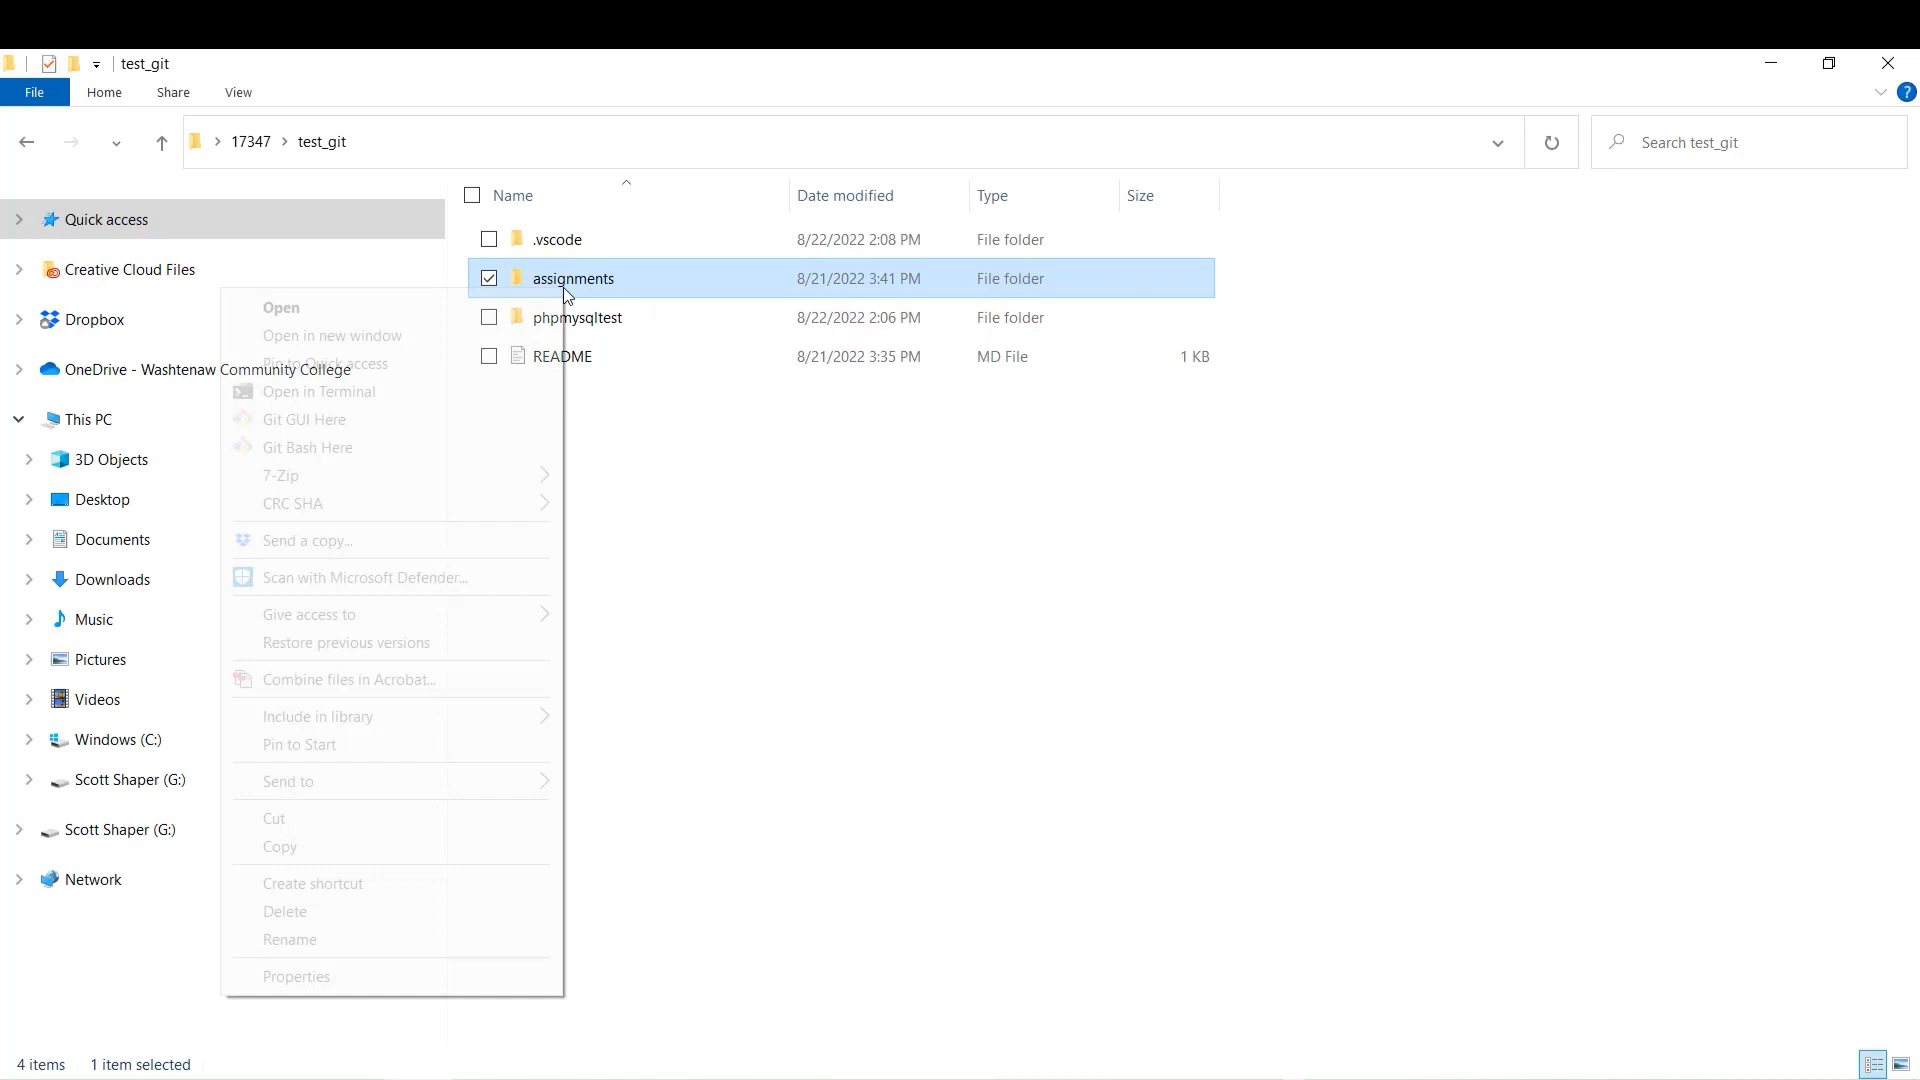 test_git
File Home Share View
17347 test_git
Search test_git
Name Date modified Type Size
Quick access
Creative Cloud Files
Dropbox
OneDrive - Washtenaw Community College
This PC
3D Objects
Desktop
Documents
Downloads
Music
Pictures
Videos
Windows (C:)
Scott Shaper (G:)
Scott Shaper (G:)
Network
.vscode 8/22/2022 2:08 PM File folder
assignments 8/21/2022 3:41 PM File folder
phpmysqltest 8/22/2022 2:06 PM File folder
README 8/21/2022 3:35 PM MD File 1 KB
Open
Open in new window
Pin to Quick access
Open in Terminal
Git GUI Here
Git Bash Here
7-Zip
CRC SHA
Send a copy...
Scan with Microsoft Defender...
Give access to
Restore previous versions
Combine files in Acrobat...
Include in library
Pin to Start
Send to
Cut
Copy
Create shortcut
Delete
Rename
Properties
4 items 1 item selected